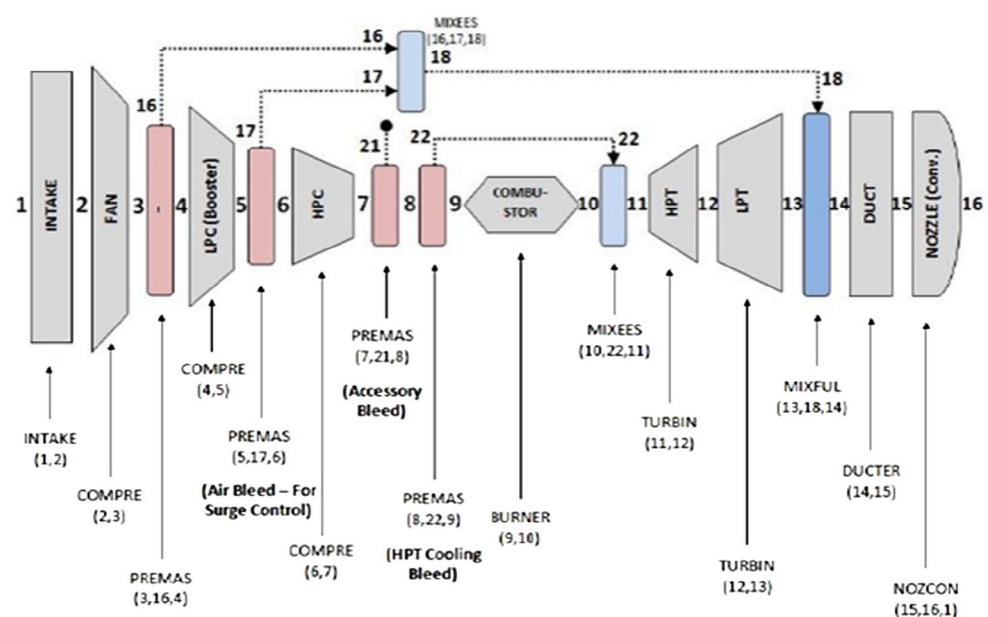 MIXEES
(16,17,18)
16
18
17
18
16
17
21
22
22
1
INTAKE
2
FAN
3
4
LPC (Booster)
5
6
HPC
7
8
9
COMBU-
STOR
10
11
HPT
12
LPT
13
14
DUCT
15
NOZZLE (Conv.)
16
INTAKE
(1,2)
COMPRE
(2,3)
PREMAS
(3,16,4)
COMPRE
(4,5)
PREMAS
(5,17,6)
(Air Bleed – For
Surge Control)
COMPRE
(6,7)
PREMAS
(7,21,8)
(Accessory
Bleed)
PREMAS
(8,22,9)
(HPT Cooling
Bleed)
BURNER
(9,10)
MIXEES
(10,22,11)
TURBIN
(11,12)
TURBIN
(12,13)
MIXFUL
(13,18,14)
DUCTER
(14,15)
NOZCON
(15,16,1)